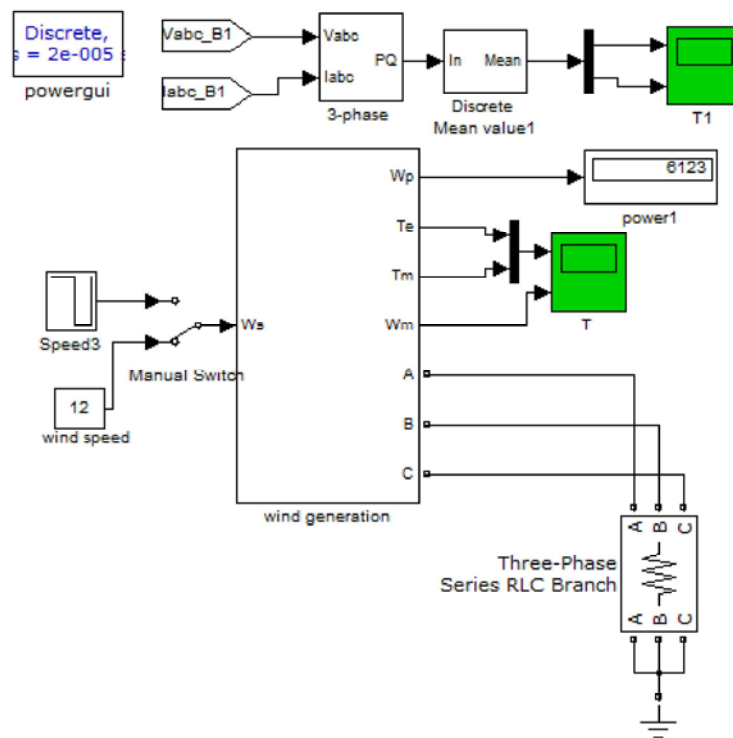 Discrete,
s = 2e-005 s
powergui
Vabc_B1
Iabc_B1
Vabc
Iabc
PQ
3-phase
In
Mean
Discrete
Mean value1
T1
Wp
Te
Tm
Wm
A
B
C
Ws
wind generation
6123
power1
T
Speed3
Manual Switch
12
wind speed
Three-Phase
Series RLC Branch
A B C
A B C